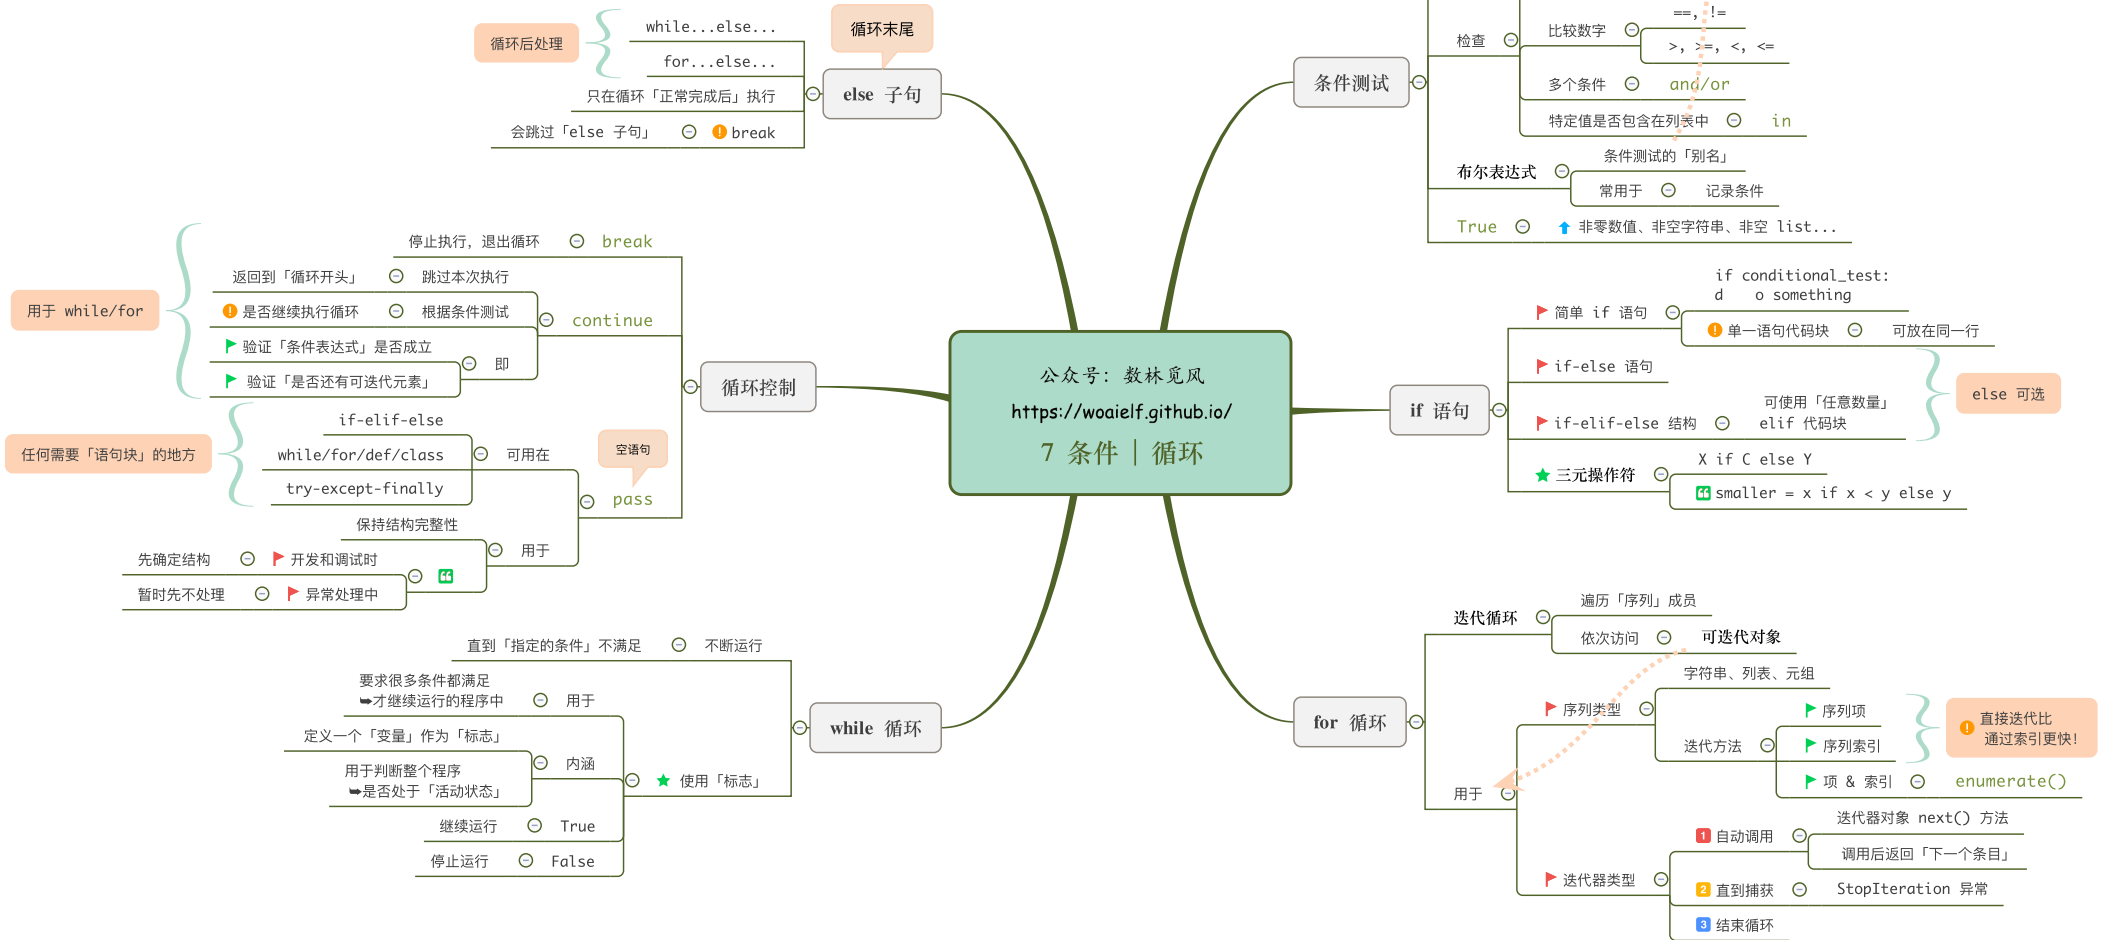 公众号：数林觅风
https://woaielf.github.io/
7 条件 | 循环
循环末尾
else 子句
循环后处理
while...else...
for...else...
只在循环「正常完成后」执行
会跳过「else 子句」
break
循环控制
用于 while/for
停止执行，退出循环
break
返回到「循环开头」
跳过本次执行
是否继续执行循环
根据条件测试
continue
验证「条件表达式」是否成立
验证「是否还有可迭代元素」
即
任何需要「语句块」的地方
if-elif-else
while/for/def/class
try-except-finally
可用在
空语句
pass
保持结构完整性
用于
先确定结构
开发和调试时
暂时先不处理
异常处理中
while 循环
直到「指定的条件」不满足
不断运行
要求很多条件都满足
➥才继续运行的程序中
用于
定义一个「变量」作为「标志」
用于判断整个程序
➥是否处于「活动状态」
内涵
使用「标志」
继续运行
True
停止运行
False
条件测试
检查
比较数字
==, !=
>, >=, <, <=
多个条件
and/or
特定值是否包含在列表中
in
布尔表达式
条件测试的「别名」
常用于
记录条件
True
非零数值、非空字符串、非空 list...
if 语句
简单 if 语句
if conditional_test:
d    o something
单一语句代码块
可放在同一行
if-else 语句
if-elif-else 结构
可使用「任意数量」
elif 代码块
else 可选
三元操作符
X if C else Y
smaller = x if x < y else y
for 循环
迭代循环
遍历「序列」成员
依次访问
可迭代对象
用于
序列类型
字符串、列表、元组
迭代方法
序列项
序列索引
项 & 索引
enumerate()
直接迭代比
通过索引更快！
迭代器类型
1 自动调用
迭代器对象 next() 方法
调用后返回「下一个条目」
2 直到捕获
StopIteration 异常
3 结束循环